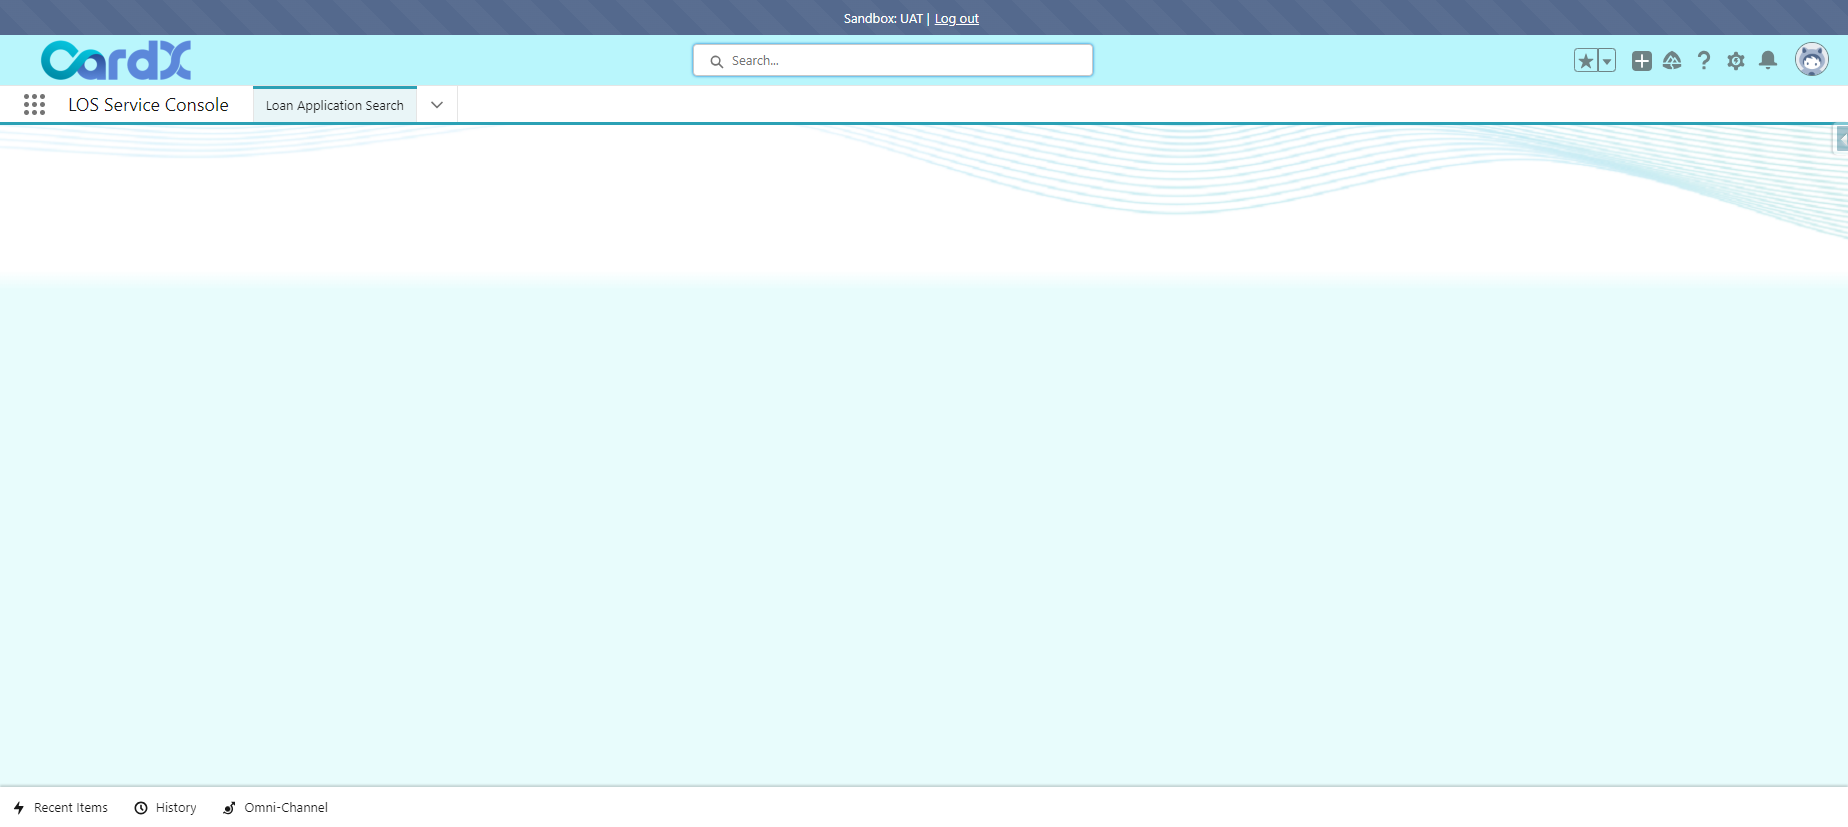 Sandbox: UAT | Log out
CardX
Search...
LOS Service Console
Loan Application Search
Recent Items
History
Omni-Channel